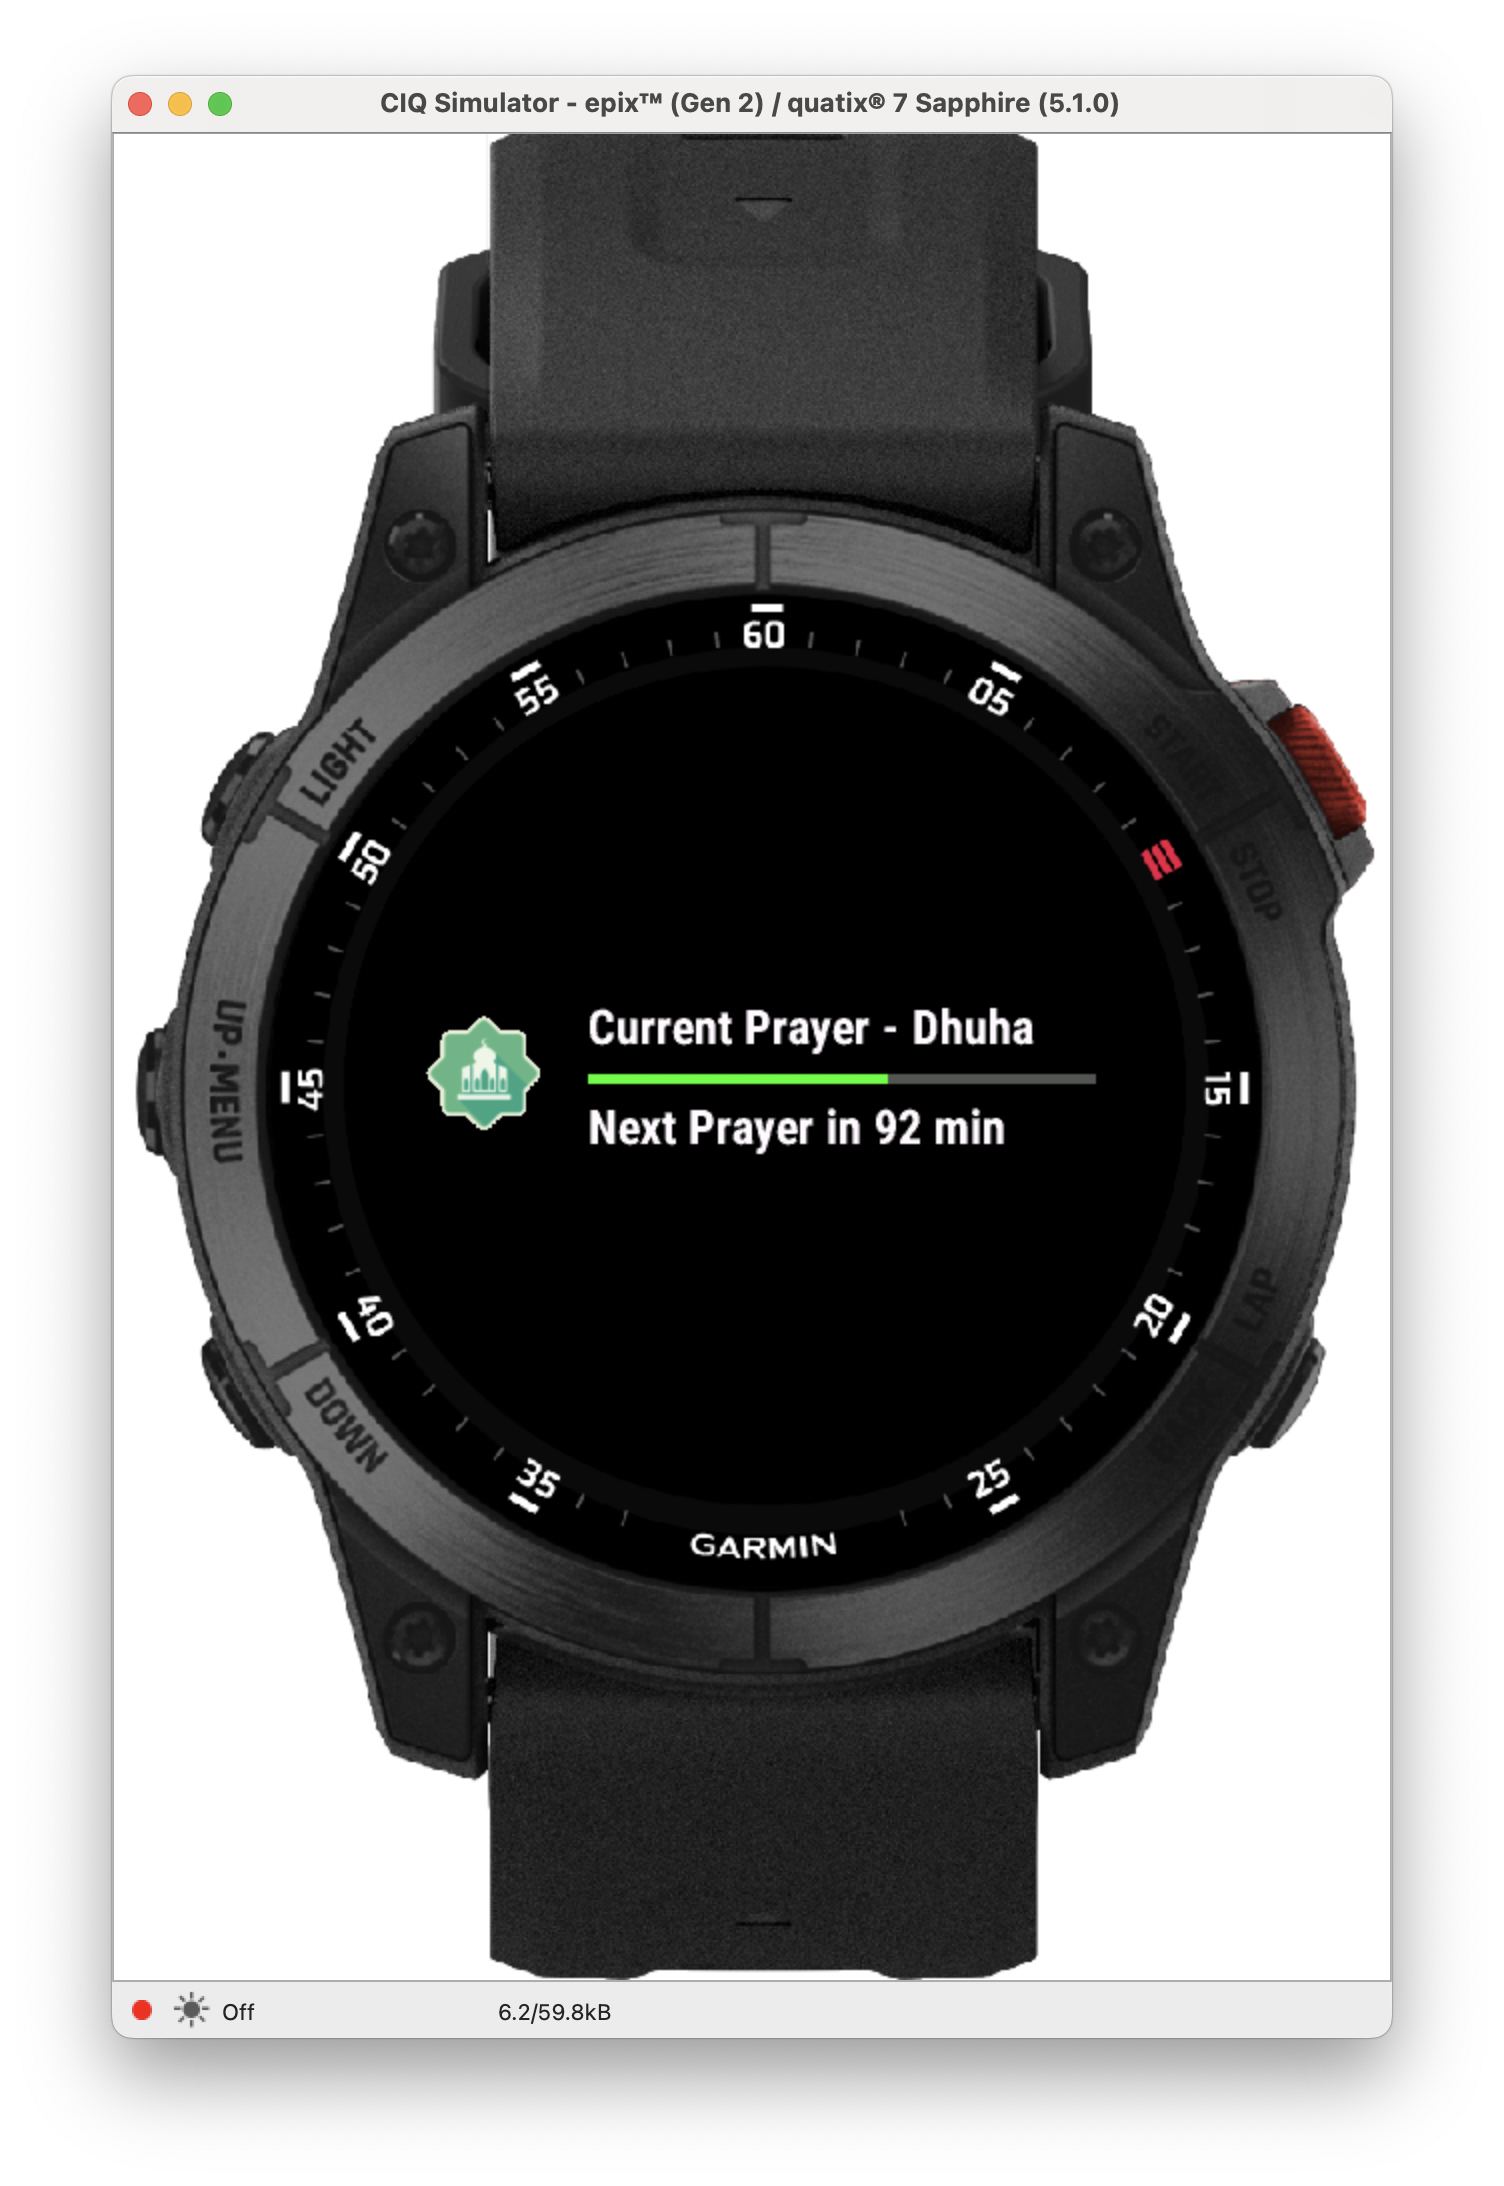 CIQ Simulator - epix™ (Gen 2) / quatix® 7 Sapphire (5.1.0)
60
55
05
LIGHT
START
50
STOP
UP·MENU
Current Prayer - Dhuha
45
15
Next Prayer in 92 min
40
20
LAP
DOWN
BACK
35
25
GARMIN
Off
6.2/59.8kB